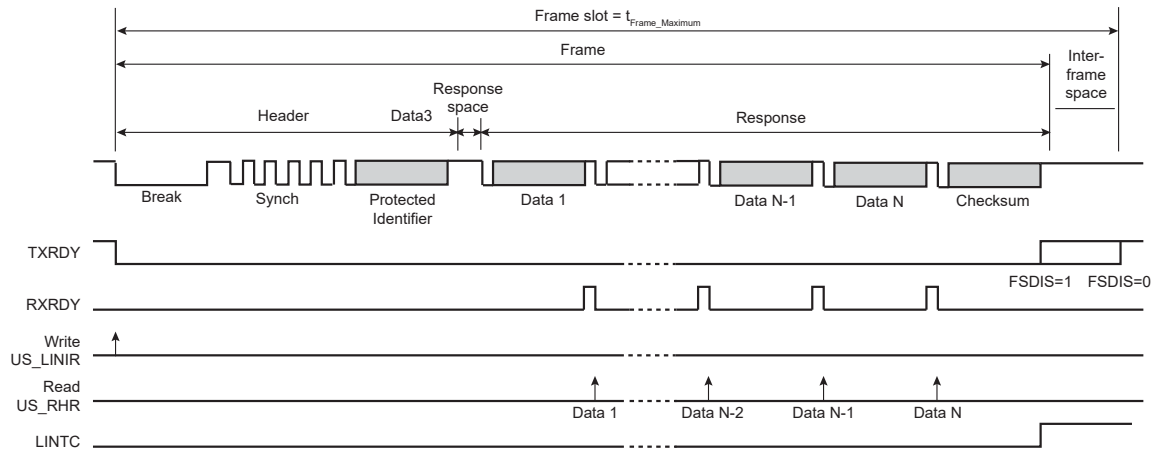 Frame slot = tFrame_Maximum
Frame
Inter-
frame
space
Response
space
Header
Data3
Response
Break
Synch
Protected
Identifier
Data 1
Data N-1
Data N
Checksum
TXRDY
FSDIS=1
FSDIS=0
RXRDY
Write
US_LINIR
Read
US_RHR
Data 1
Data N-2
Data N-1
Data N
LINTC